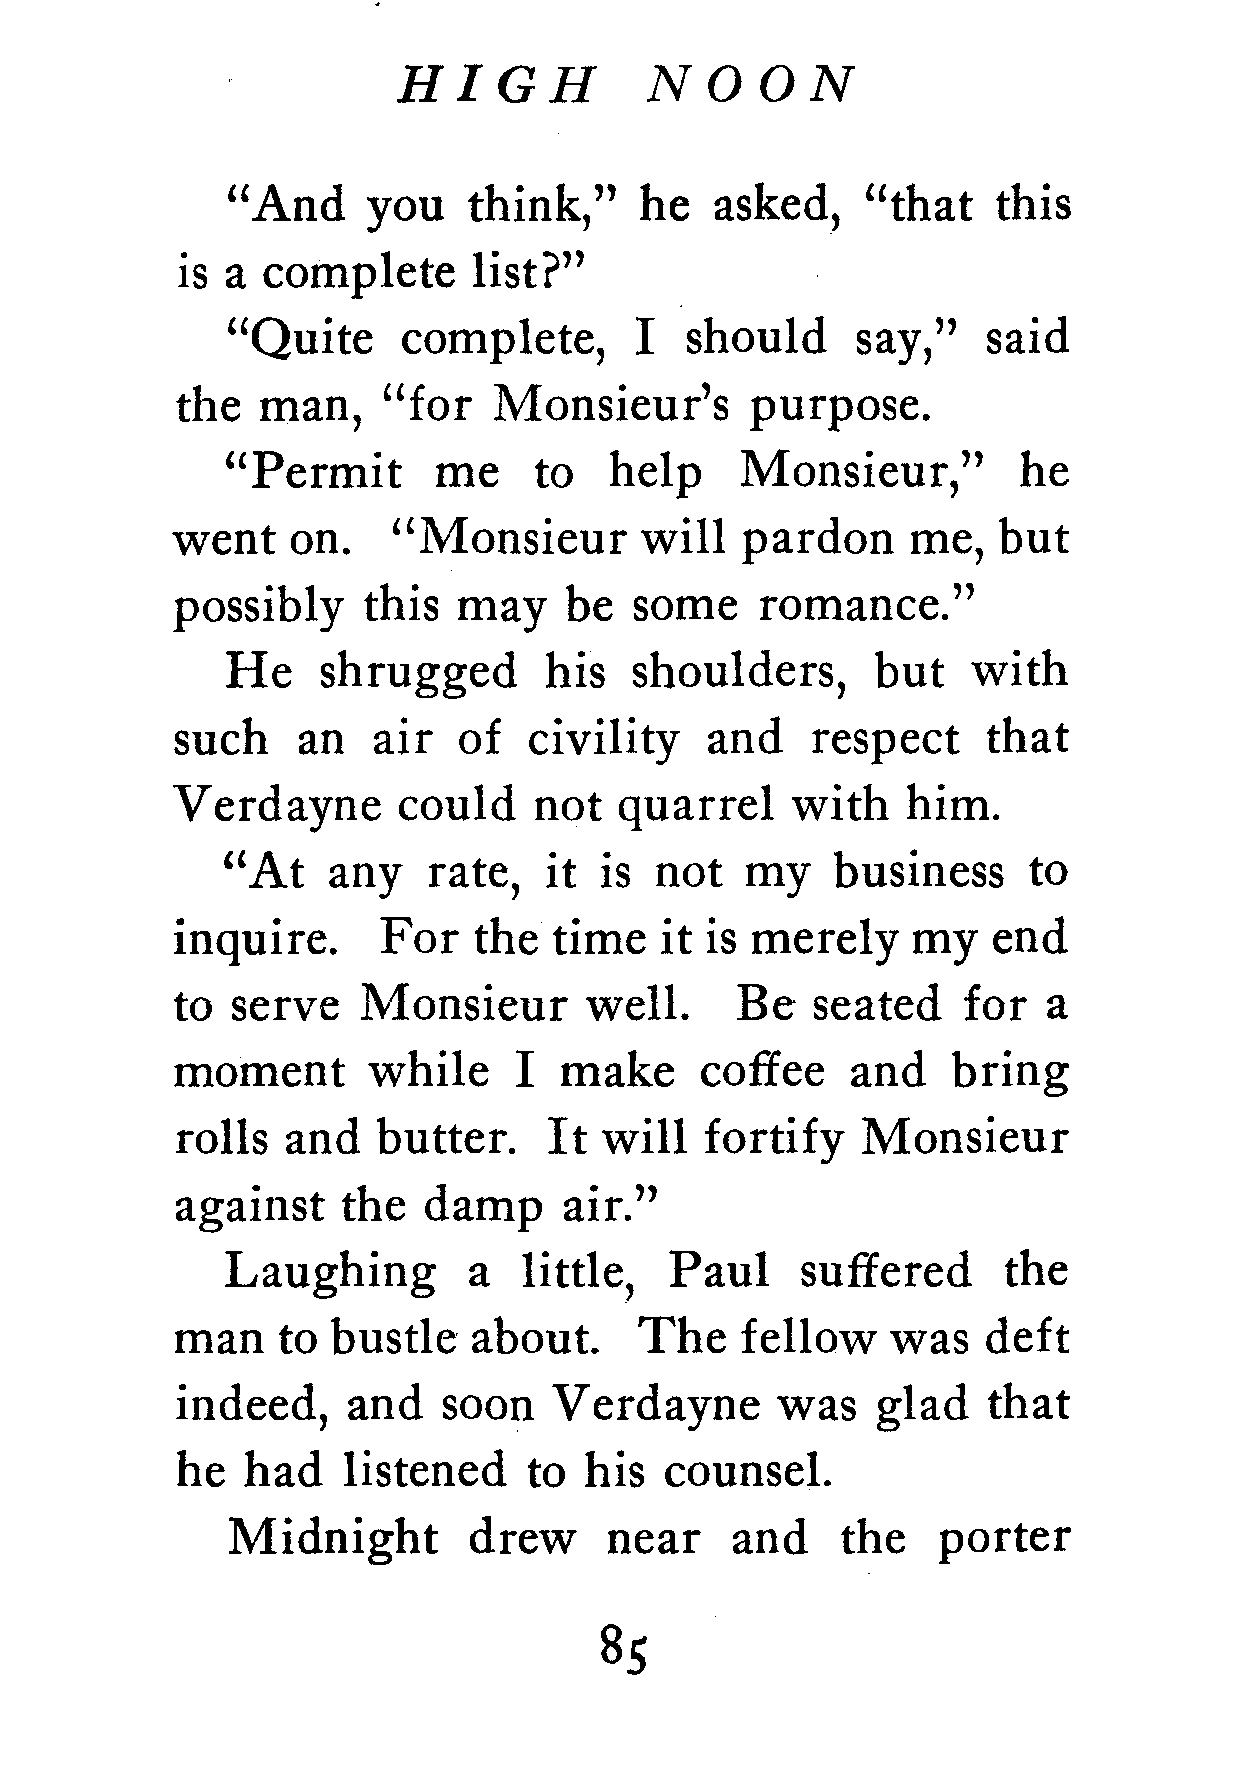 HIGH NOON
“And you think,” he asked, “that this
is a complete list?”
“Quite complete, I should say,” said
the man, “for Monsieur’s purpose.
“Permit me to help Monsieur,” he
went on. “Monsieur will pardon me, but
possibly this may be some romance.”
He shrugged his shoulders, but with
such an air of civility and respect that
Verdayne could not quarrel with him.
“At any rate, it is not my business to
inquire. For the time it is merely my end
to serve Monsieur well. Be seated for a
moment while I make coffee and bring
rolls and butter. It will fortify Monsieur
against the damp air.”
Laughing a little, Paul suffered the
man to bustle about. The fellow was deft
indeed, and soon Verdayne was glad that
he had listened to his counsel.
Midnight drew near and the porter
85